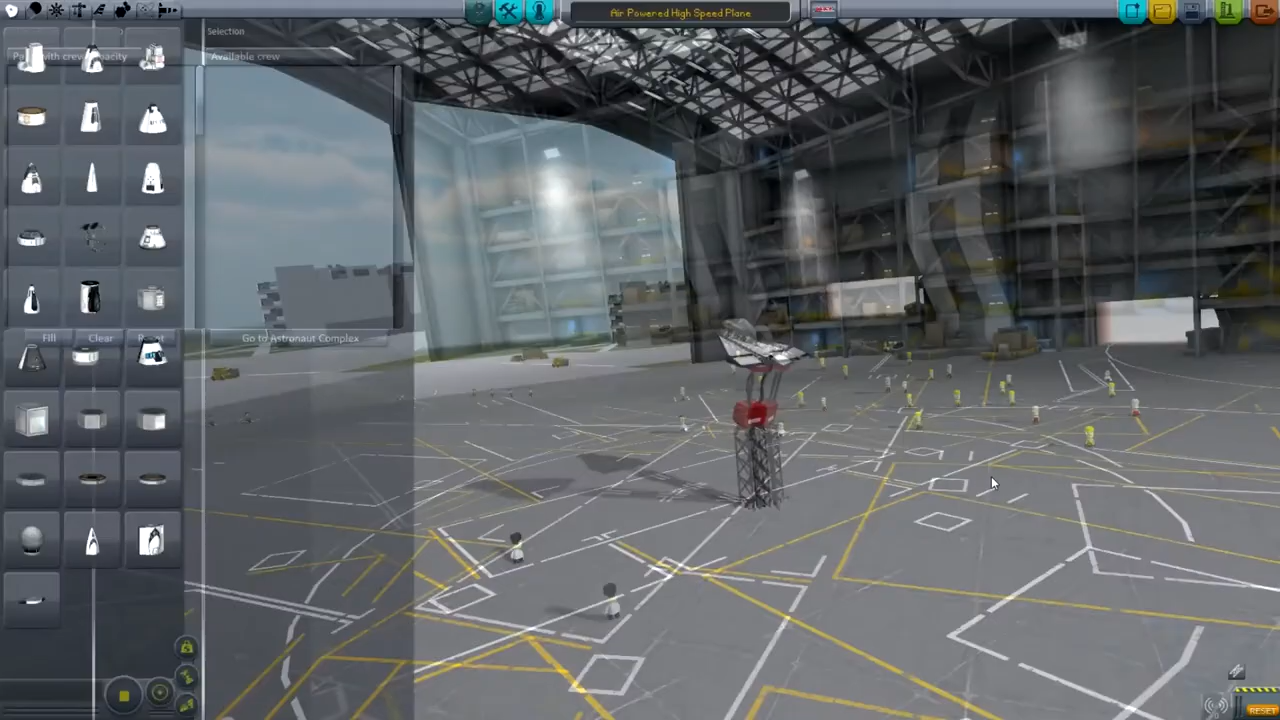 Air Powered High Speed Plane
Selection
Available crew
Fill
Clear
Go to Astronaut Complex
RESET